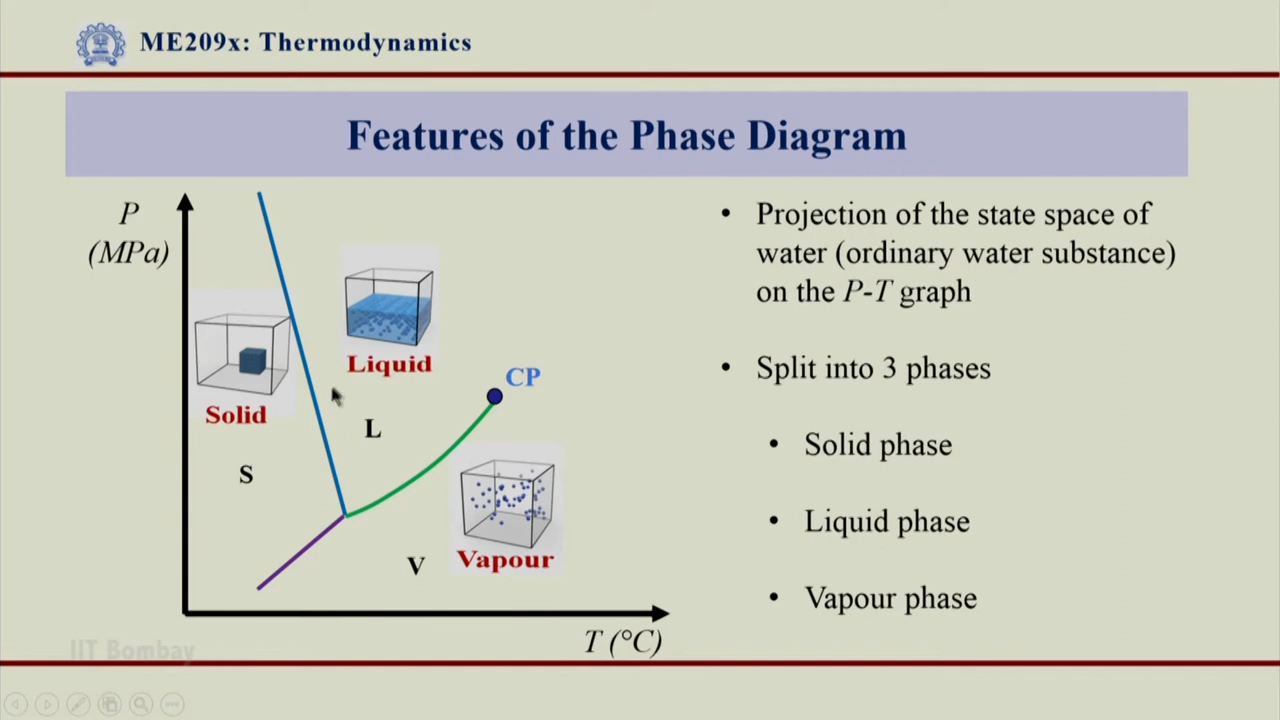 ME209x: Thermodynamics
Features of the Phase Diagram
P
(MPa)
Liquid
Solid
CP
L
S
V
Vapour
T (°C)
• Projection of the state space of
water (ordinary water substance)
on the P-T graph
• Split into 3 phases
• Solid phase
• Liquid phase
• Vapour phase
IIT Bombay